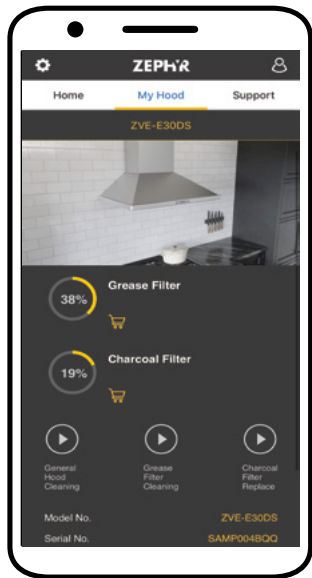 ZEPHYR
Home My Hood Support
ZVE-E30DS
38%
Grease Filter
19%
Charcoal Filter
General
Hood
Cleaning
Grease
Filter
Cleaning
Charcoal
Filter
Replace
Model No. ZVE-E30DS
Serial No. SAMP004BQQ